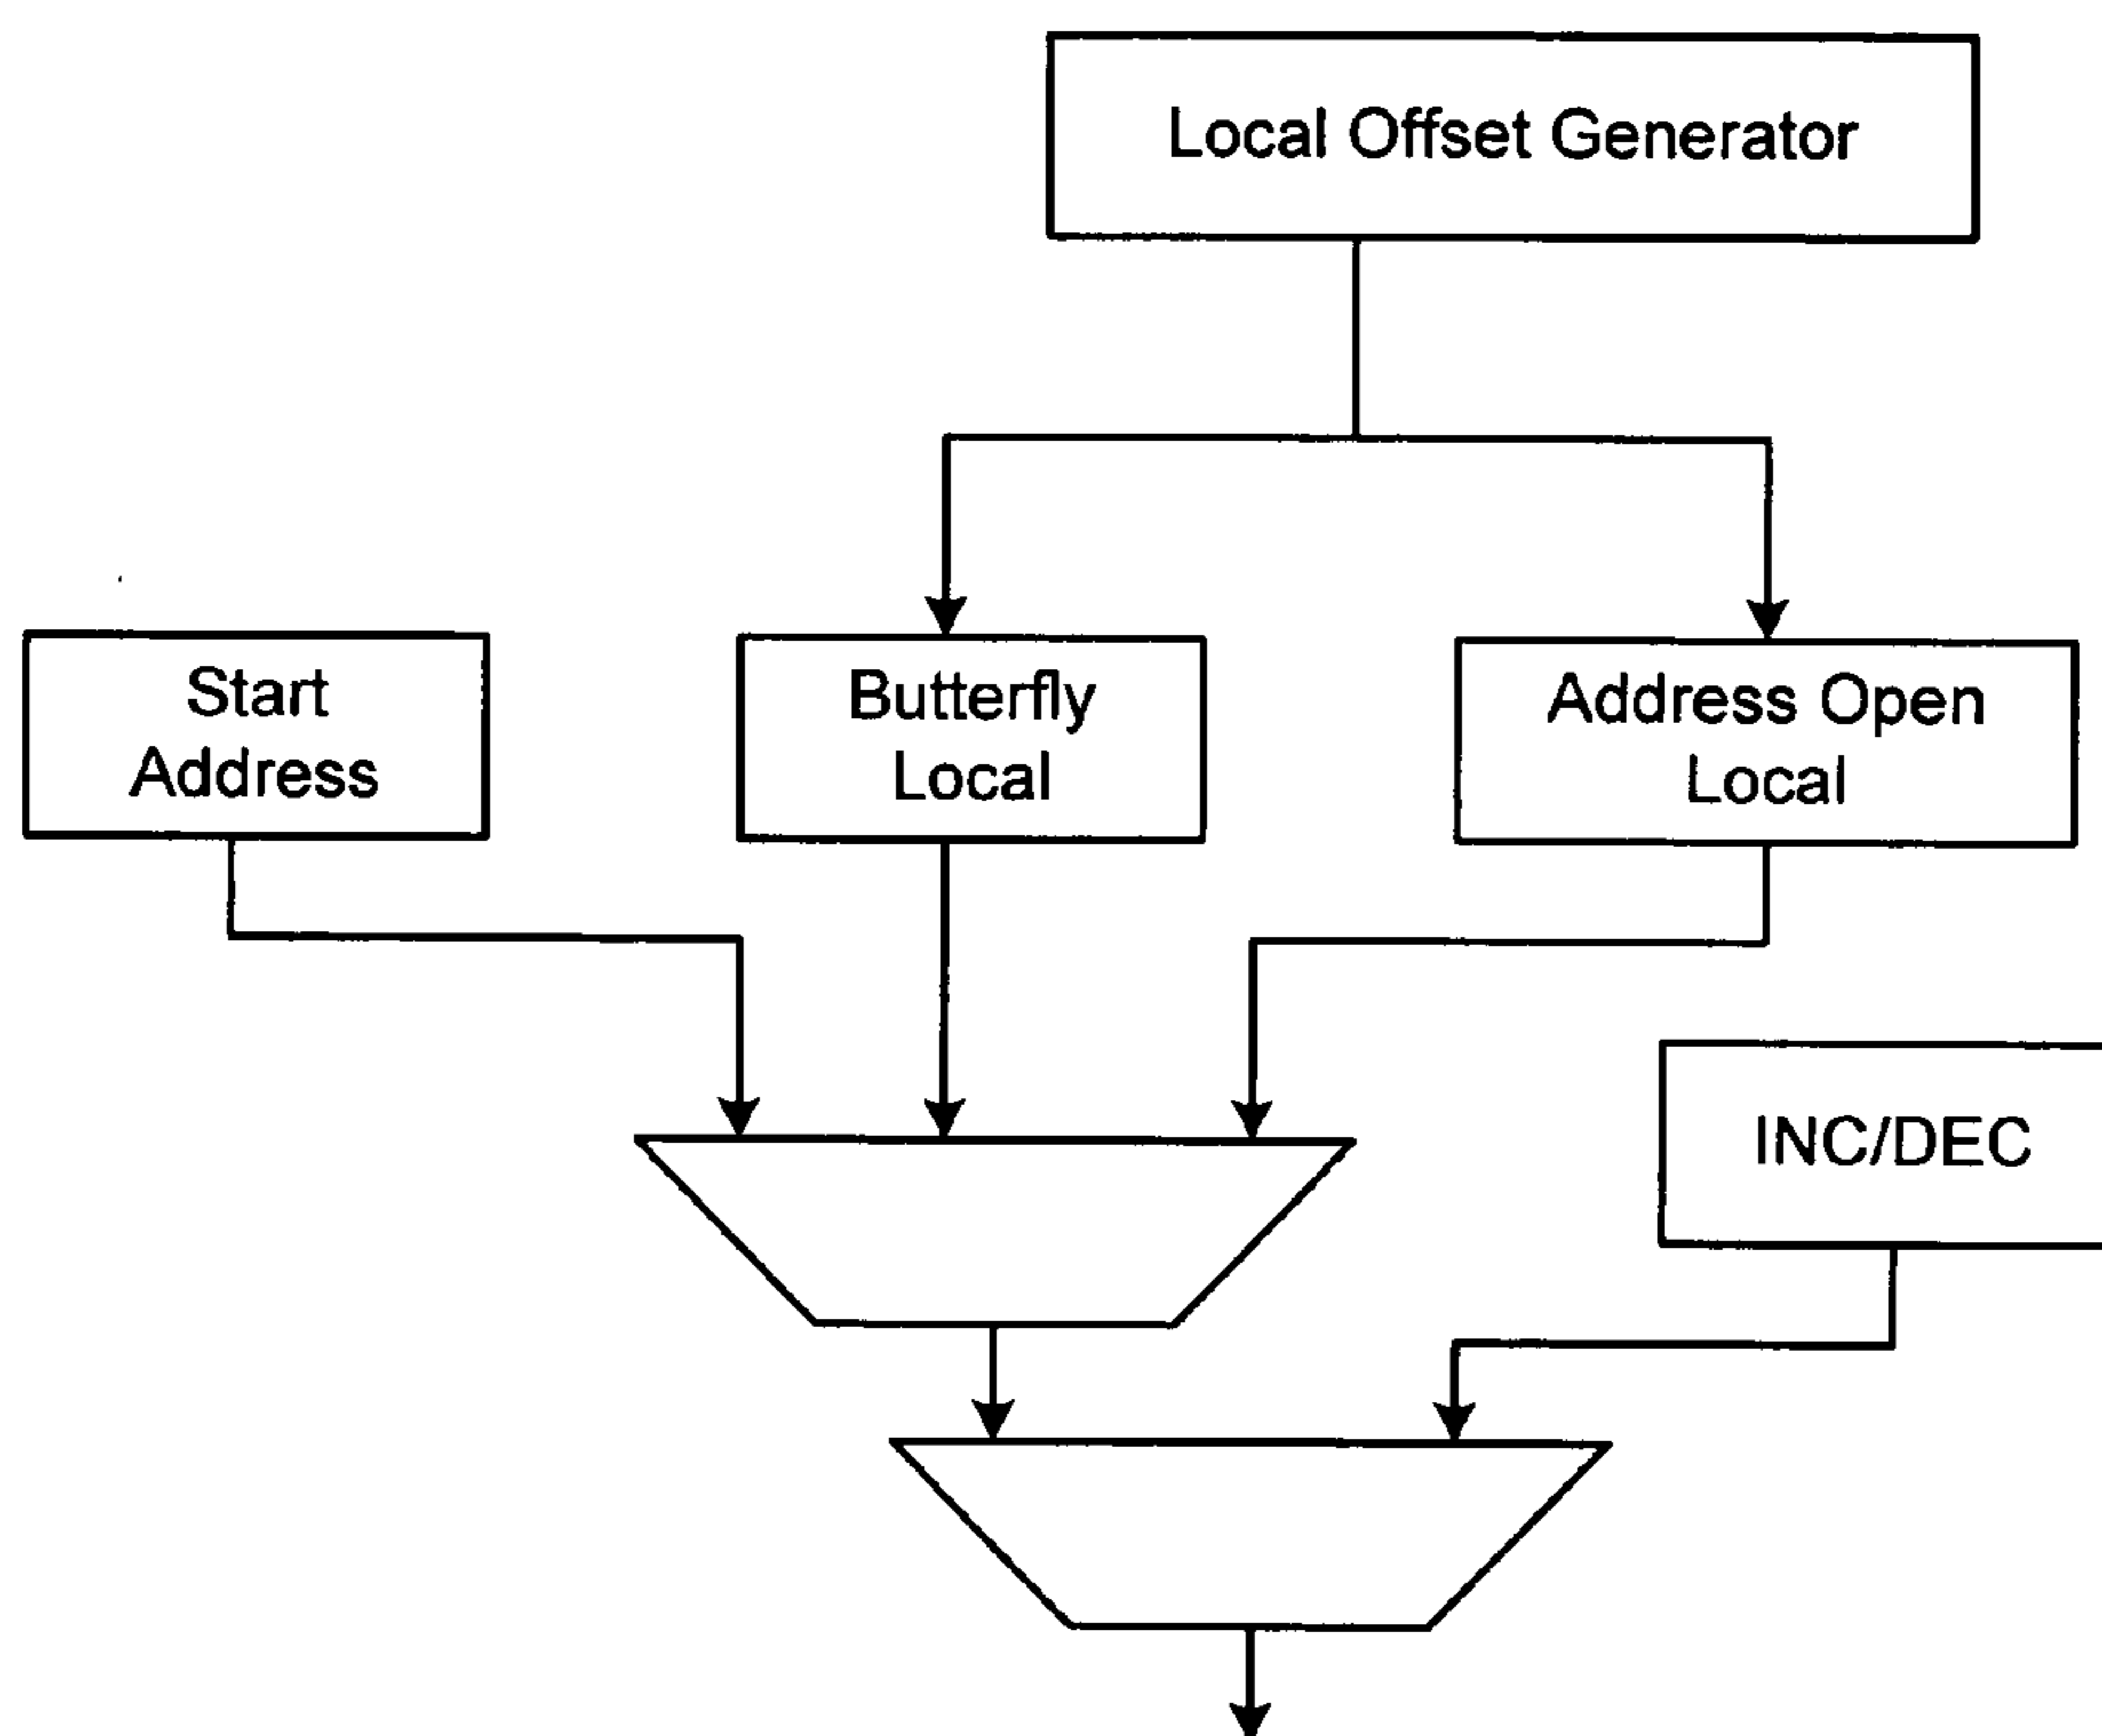 Local Offset Generator
Start
Address
Butterfly
Local
Address Open
Local
INC/DEC